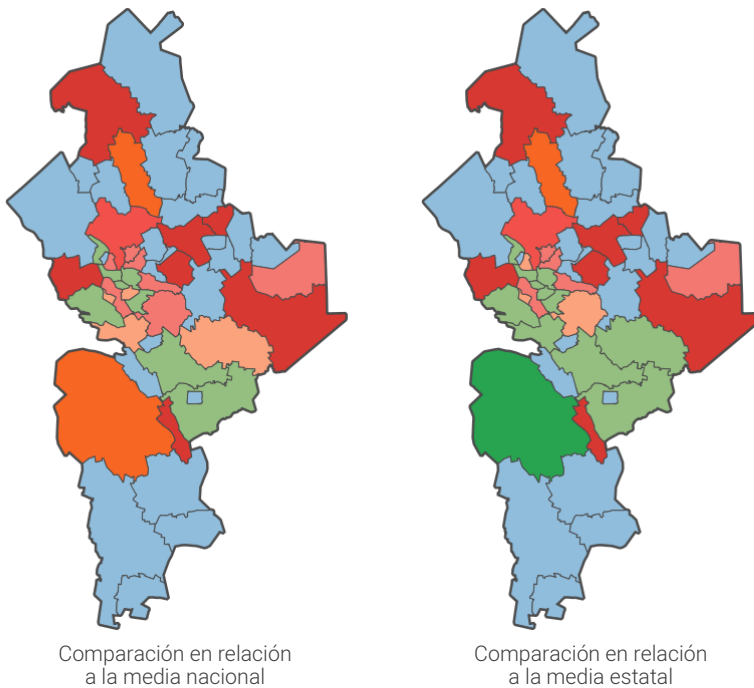 Comparación en relación
a la media nacional
Comparación en relación
a la media estatal